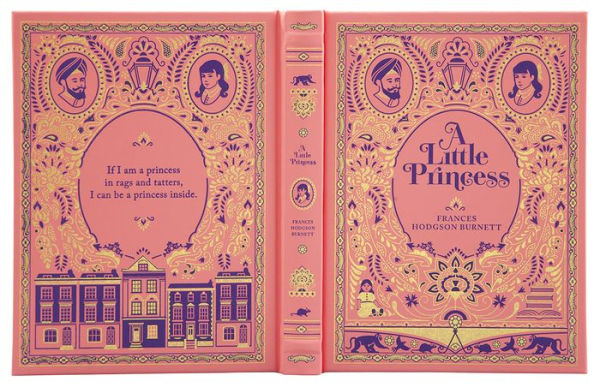 If I am a princess
in rags and tatters,
I can be a princess inside.
A
Little
Princess
FRANCES
HODGSON
BURNETT
A
Little
Princess
FRANCES
HODGSON BURNETT